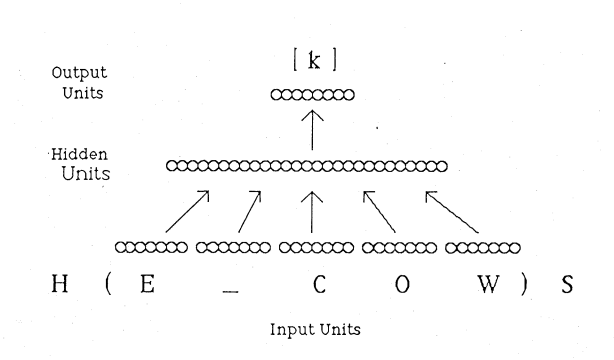 [ k ]
Output
Units
Hidden
Units
H ( E _ C O W ) S
Input Units